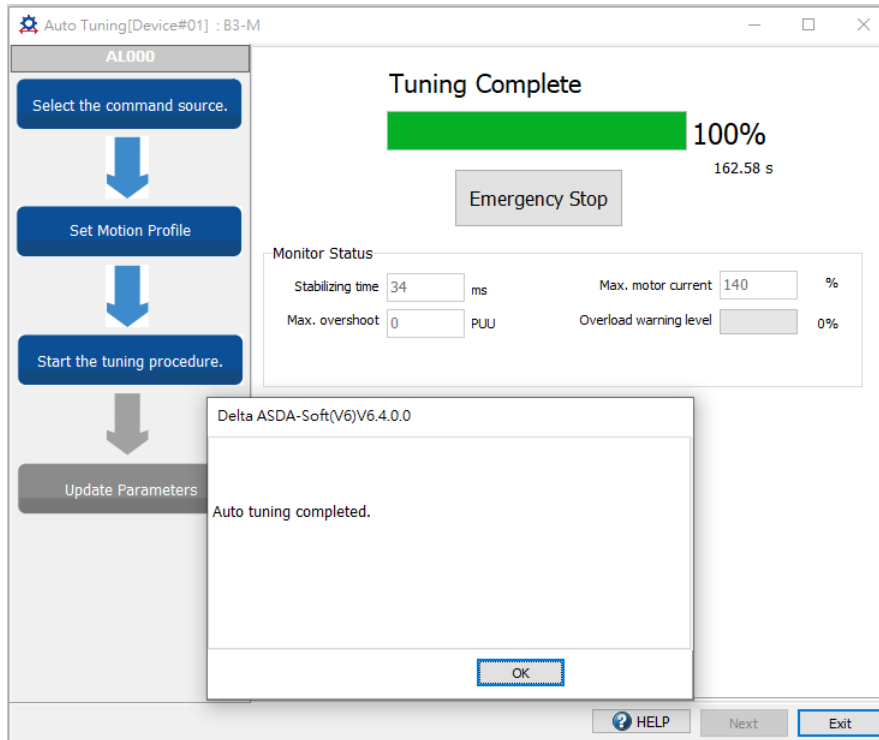 Auto Tuning[Device#01] : B3-M
AL000
Select the command source.
Set Motion Profile
Start the tuning procedure.
Update Parameters
Tuning Complete
100%
162.58 s
Emergency Stop
Monitor Status
Stabilizing time 34 ms
Max. motor current 140 %
Max. overshoot 0 PUU
Overload warning level 0%
Delta ASDA-Soft(V6)V6.4.0.0
Auto tuning completed.
OK
HELP
Next
Exit